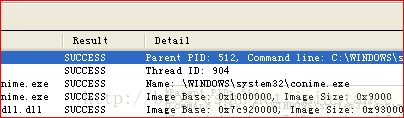 Result Detail
SUCCESS Parent PID: 512, Command line: C:\WINDOWS\s
SUCCESS Thread ID: 904
nime.exe SUCCESS Name: \WINDOWS\system32\conime.exe
nime.exe SUCCESS Image Base: 0x1000000, Image Size: 0x9000
dll.dll SUCCESS Image Base: 0x7c920000, Image Size: 0x93000